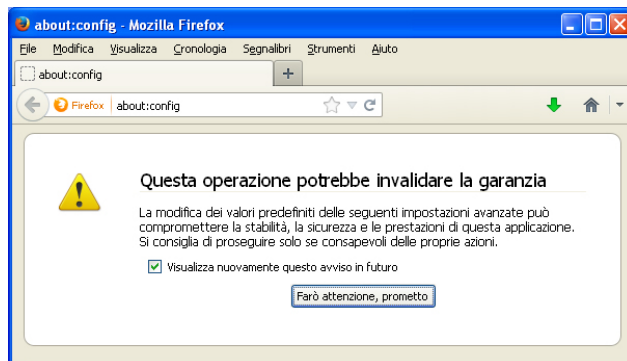 about:config - Mozilla Firefox
File Modifica Visualizza Cronologia Segnalibri Strumenti Aiuto
about:config
Firefox about:config
Questa operazione potrebbe invalidare la garanzia
La modifica dei valori predefiniti delle seguenti impostazioni avanzate può
compromettere la stabilità, la sicurezza e le prestazioni di questa applicazione.
Si consiglia di proseguire solo se consapevoli delle proprie azioni.
Visualizza nuovamente questo avviso in futuro
Farò attenzione, prometto